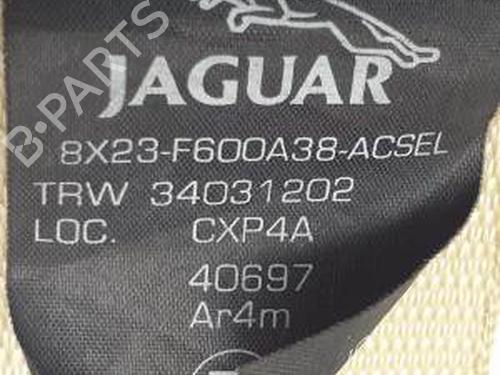 B-PARTS
JAGUAR
8X23-F600A38-ACSEL
TRW 34031202
LOC. CXP4A
40697
Ar4m